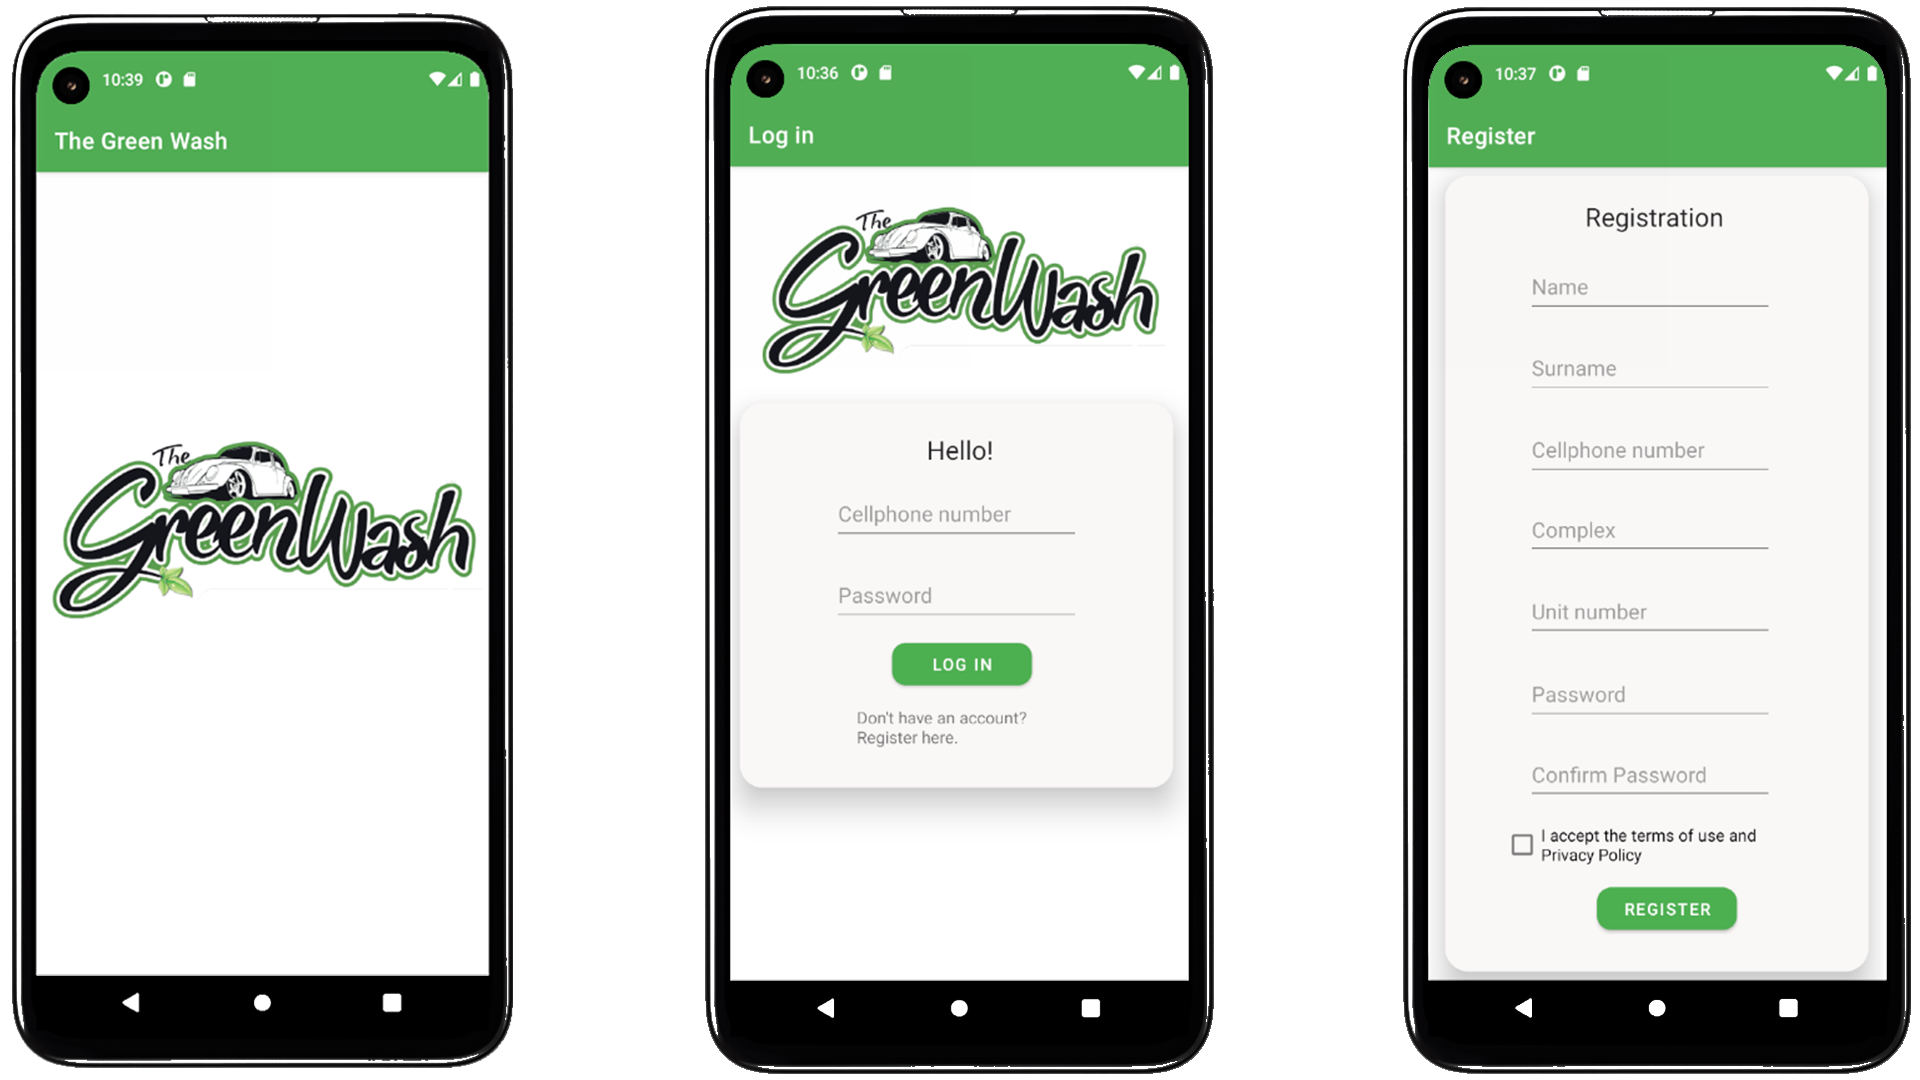 10:39
The Green Wash
The
GreenWash
10:36
Log in
The
GreenWash
Hello!
Cellphone number
Password
LOG IN
Don't have an account?
Register here.
10:37
Register
Registration
Name
Surname
Cellphone number
Complex
Unit number
Password
Confirm Password
I accept the terms of use and
Privacy Policy
REGISTER